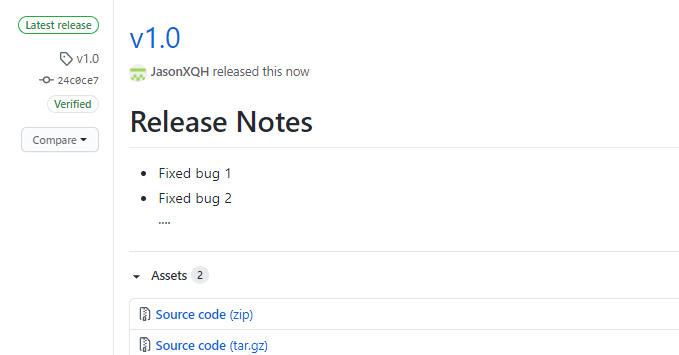 Latest release
v1.0
24c0ce7
Verified
Compare
v1.0
JasonXQH released this now
Release Notes
Fixed bug 1
Fixed bug 2
....
Assets 2
Source code (zip)
Source code (tar.gz)